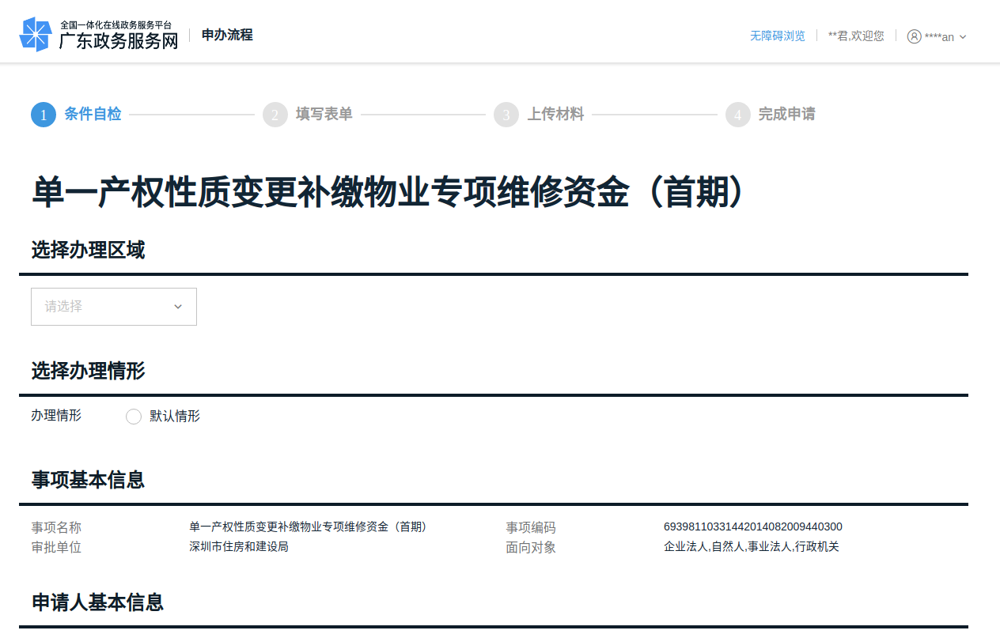 全国一体化在线政务服务平台
广东政务服务网
申办流程
无障碍浏览
**君,欢迎您
****an
1 条件自检
2 填写表单
3 上传材料
4 完成申请
单一产权性质变更补缴物业专项维修资金（首期）
选择办理区域
请选择
选择办理情形
办理情形
默认情形
事项基本信息
事项名称 单一产权性质变更补缴物业专项维修资金（首期） 事项编码 693981103314420140820094403​00
审批单位 深圳市住房和建设局 面向对象 企业法人,自然人,事业法人,行政机关
申请人基本信息